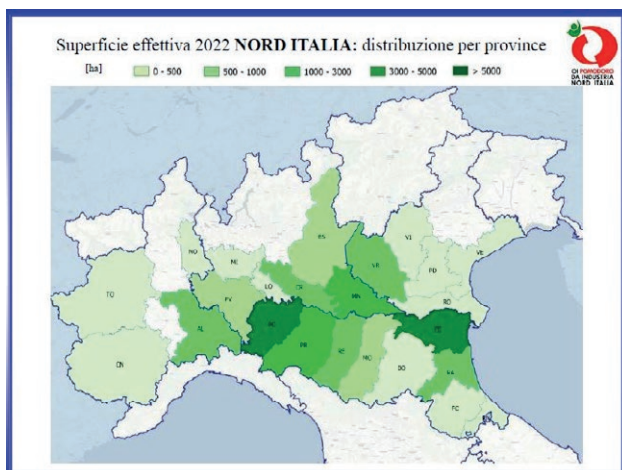 Superficie effettiva 2022 NORD ITALIA: distribuzione per province
[ha]
0 - 500
500 - 1000
1000 - 3000
3000 - 5000
> 5000
OI POMODORO
DA INDUSTRIA
NORD ITALIA
NO
MI
BS
VI
VE
TO
LO
CR
VR
PD
PV
MN
RO
AL
PC
FE
CN
PR
RE
MO
BO
RA
FC